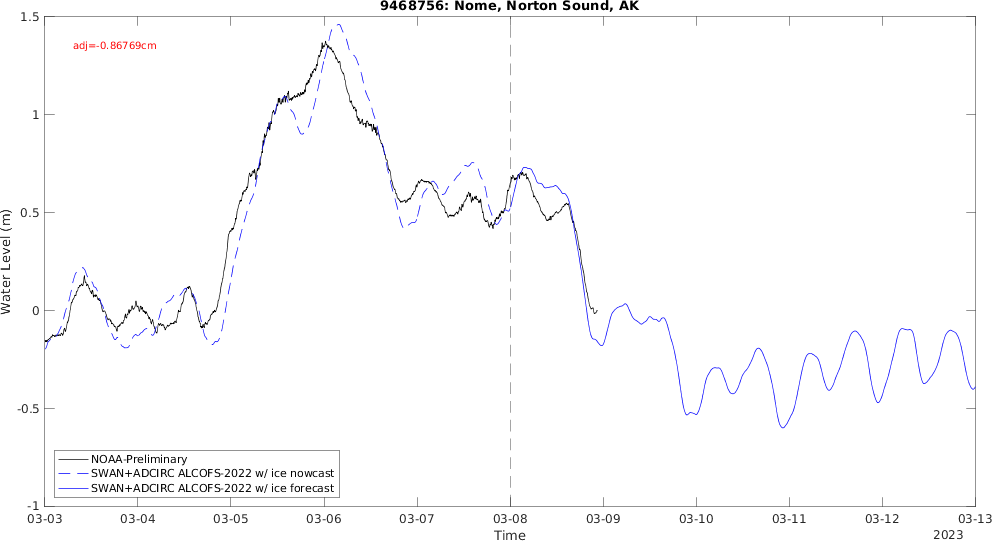 9468756: Nome, Norton Sound, AK
adj=-0.86769cm
1.5
1
0.5
0
-0.5
-1
Water Level (m)
NOAA-Preliminary
SWAN+ADCIRC ALCOFS-2022 w/ ice nowcast
SWAN+ADCIRC ALCOFS-2022 w/ ice forecast
03-03 03-04 03-05 03-06 03-07 03-08 03-09 03-10 03-11 03-12 03-13
Time
2023